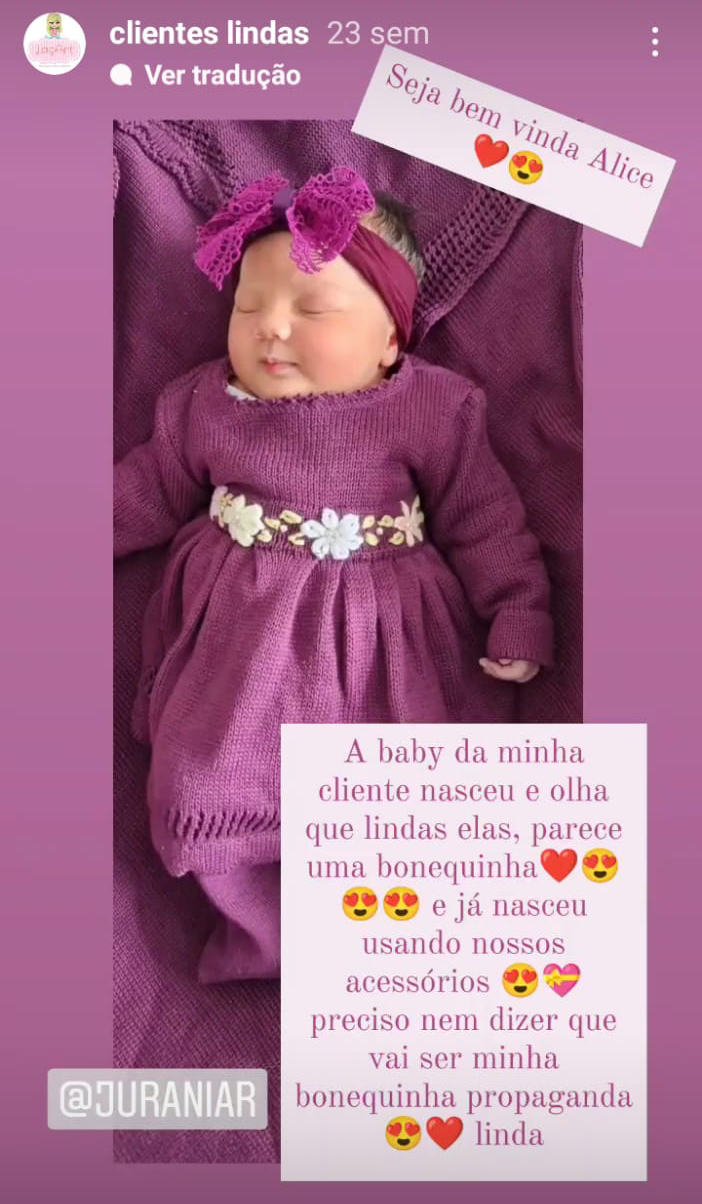 clientes lindas 23 sem
Ver tradução
Seja bem vinda Alice
❤️😍
A baby da minha
cliente nasceu e olha
que lindas elas, parece
uma bonequinha❤️😍
😍😍 e já nasceu
usando nossos
acessórios 😍💝
preciso nem dizer que
vai ser minha
bonequinha propaganda
😍❤️ linda
@JURANIAR